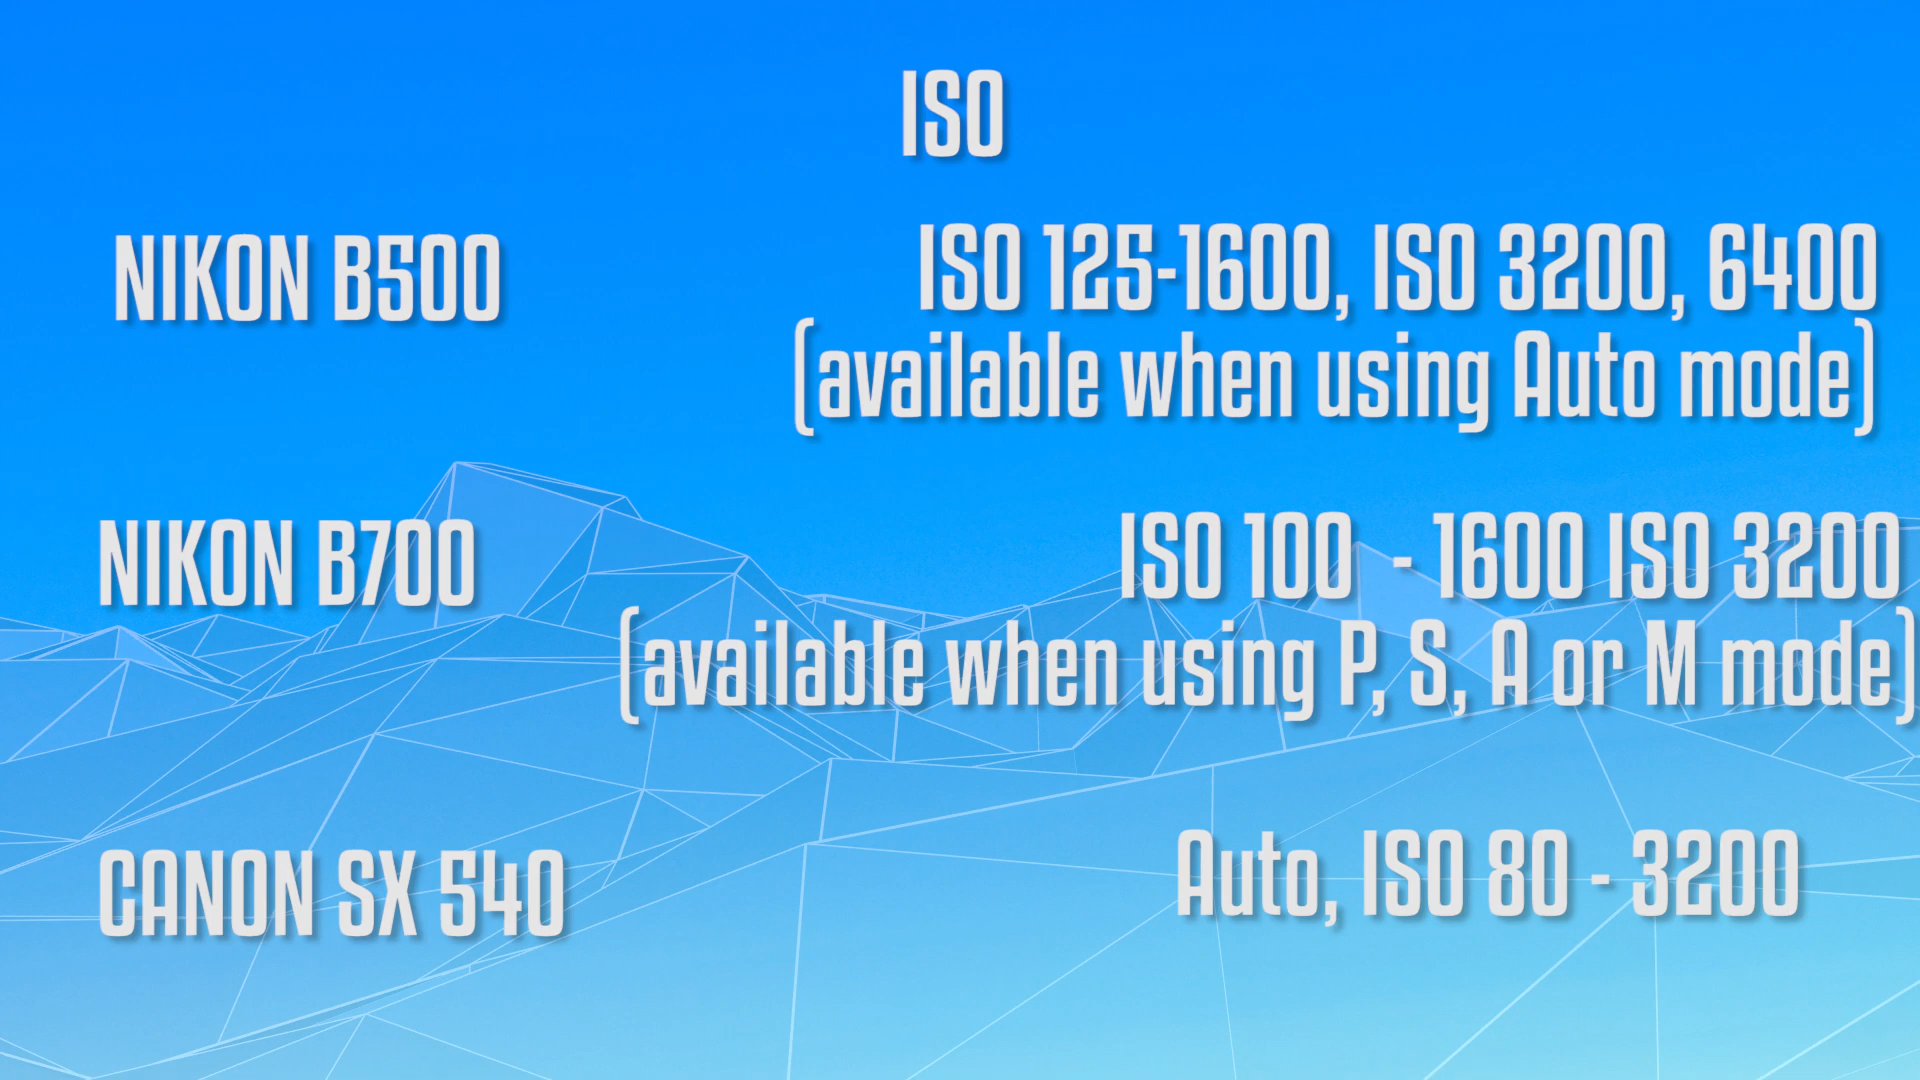 ISO
NIKON B500
ISO 125-1600, ISO 3200, 6400
(available when using Auto mode)
NIKON B700
ISO 100 - 1600 ISO 3200
(available when using P, S, A or M mode)
CANON SX 540
Auto, ISO 80 - 3200